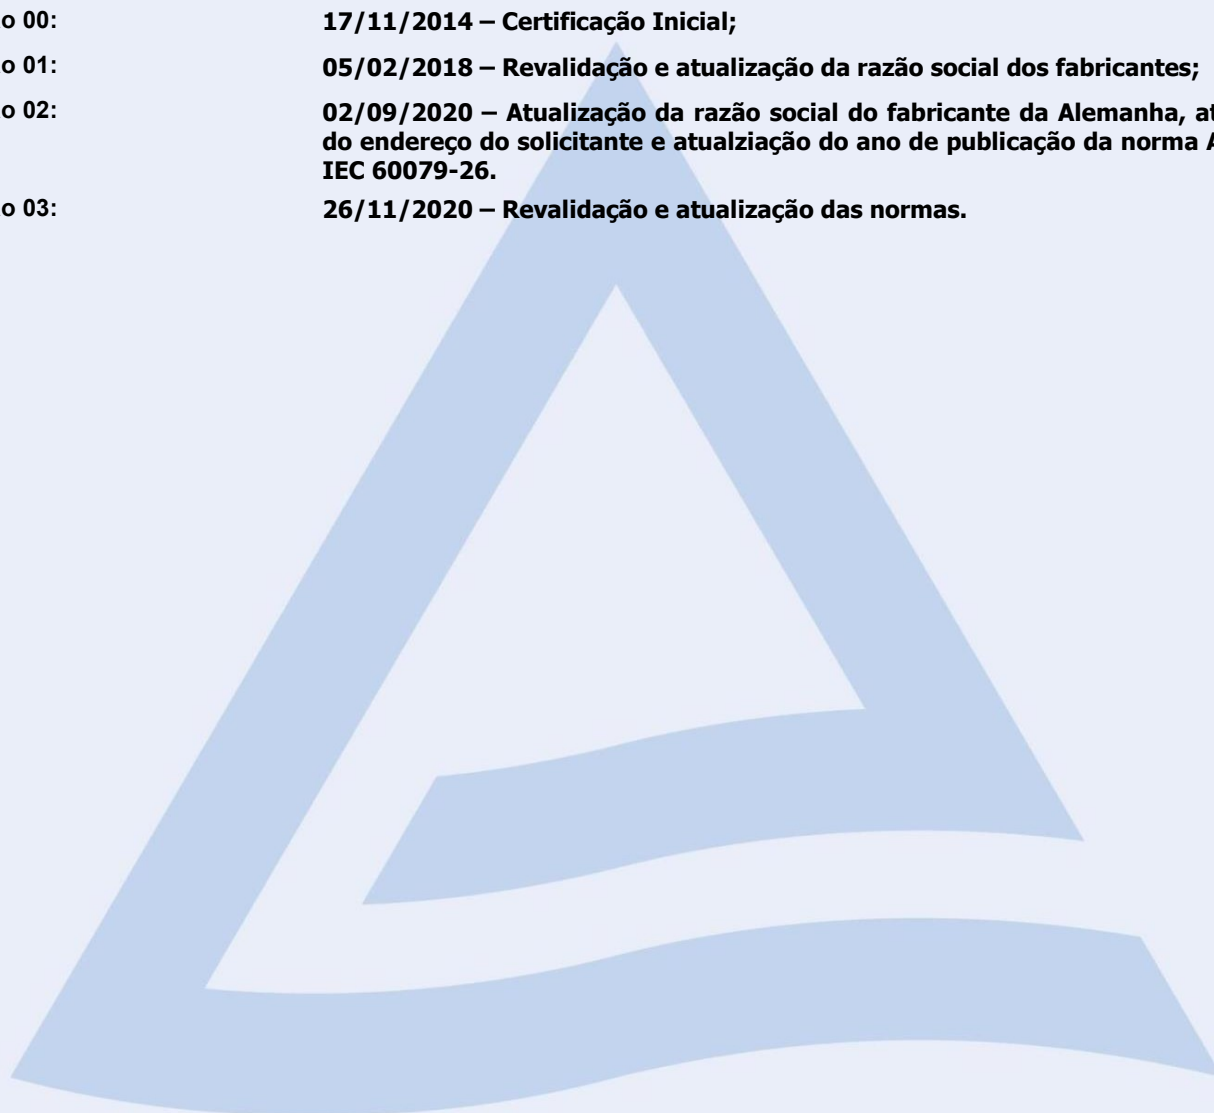 o 00: 17/11/2014 – Certificação Inicial;
o 01: 05/02/2018 – Revalidação e atualização da razão social dos fabricantes;
o 02: 02/09/2020 – Atualização da razão social do fabricante da Alemanha,
do endereço do solicitante e atualziação do ano de publicação da norma
IEC 60079-26.
o 03: 26/11/2020 – Revalidação e atualização das normas.